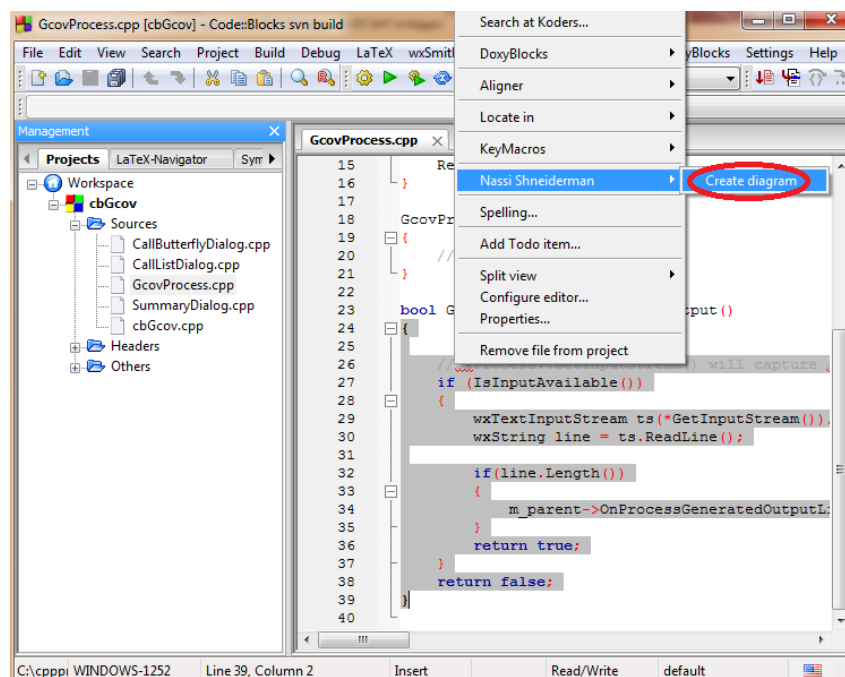 GcovProcess.cpp [cbGcov] - Code::Blocks svn build
File Edit View Search Project Build Debug LaTeX Settings Help
Management
GcovProcess.cpp
Projects LaTeX-Navigator
Workspace
cbGcov
Sources
CallButterflyDialog.cpp
CallListDialog.cpp
GcovProcess.cpp
SummaryDialog.cpp
cbGcov.cpp
Headers
Others
Search at Koders...
DoxyBlocks
Aligner
Locate in
KeyMacros
Nassi Shneiderman
Create diagram
Spelling...
Add Todo item...
Split view
Configure editor...
Properties...
Remove file from project
15 Re
16 }
17
18 GcovPr
19 {
20 //
21 }
22
23 bool G put()
24 {
25
26 // will capture
27 if (IsInputAvailable())
28 {
29 wxTextInputStream ts(*GetInputStream())
30 wxString line = ts.ReadLine();
31
32 if(line.Length())
33 {
34 m_parent->OnProcessGeneratedOutputL
35 }
36 return true;
37 }
38 return false;
39 }
40
WINDOWS-1252 Line 39, Column 2 Insert Read/Write default